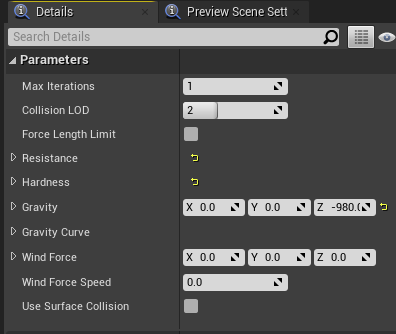 Details Preview Scene Sett
Search Details
Parameters
Max Iterations 1
Collision LOD 2
Force Length Limit
Resistance
Hardness
Gravity X 0.0 Y 0.0 Z -980.0
Gravity Curve
Wind Force X 0.0 Y 0.0 Z 0.0
Wind Force Speed 0.0
Use Surface Collision